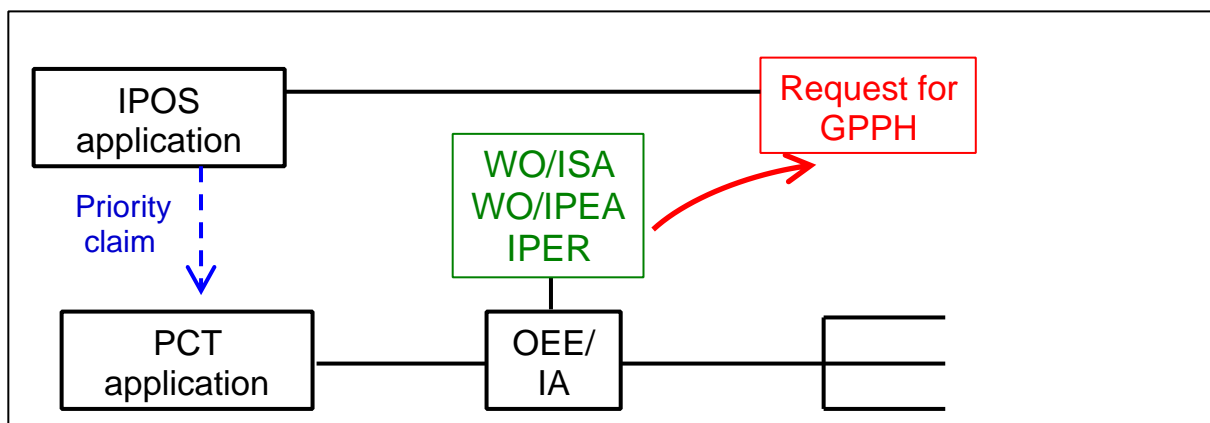 IPOS
application
Request for
GPPH
WO/ISA
WO/IPEA
IPER
Priority
claim
PCT
application
OEE/
IA